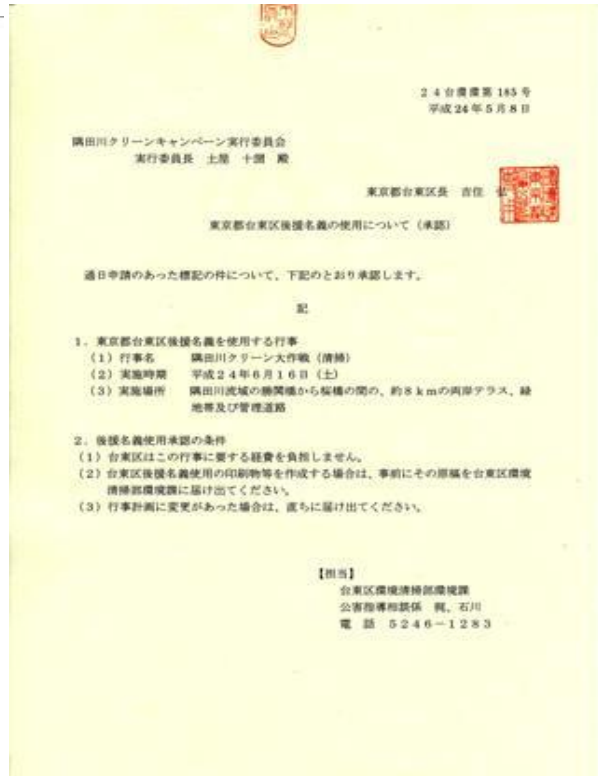 24台環環第185号
平成24年5月8日
隅田川クリーンキャンペーン実行委員会
実行委員長 土屋 十圀 殿
東京都台東区長 吉住 弘
東京都台東区後援名義の使用について(承認)
過日申請のあった標記の件について、下記のとおり承認します。
記
1.東京都台東区後援名義を使用する行事
(1)行事名 隅田川クリーン大作戦(清掃)
(2)実施時期 平成24年6月16日(土)
(3)実施場所 隅田川流域の勝鬨橋から桜橋の間の、約8kmの両岸テラス、緑
地帯及び管理道路
2.後援名義使用承認の条件
(1)台東区はこの行事に要する経費を負担しません。
(2)台東区後援名義使用の印刷物等を作成する場合は、事前にその原稿を台東区環境
清掃部環境課に届け出てください。
(3)行事計画に変更があった場合は、直ちに届け出てください。
【担当】
台東区環境清掃部環境課
公害指導相談係 梶、石川
電話 5246-1283